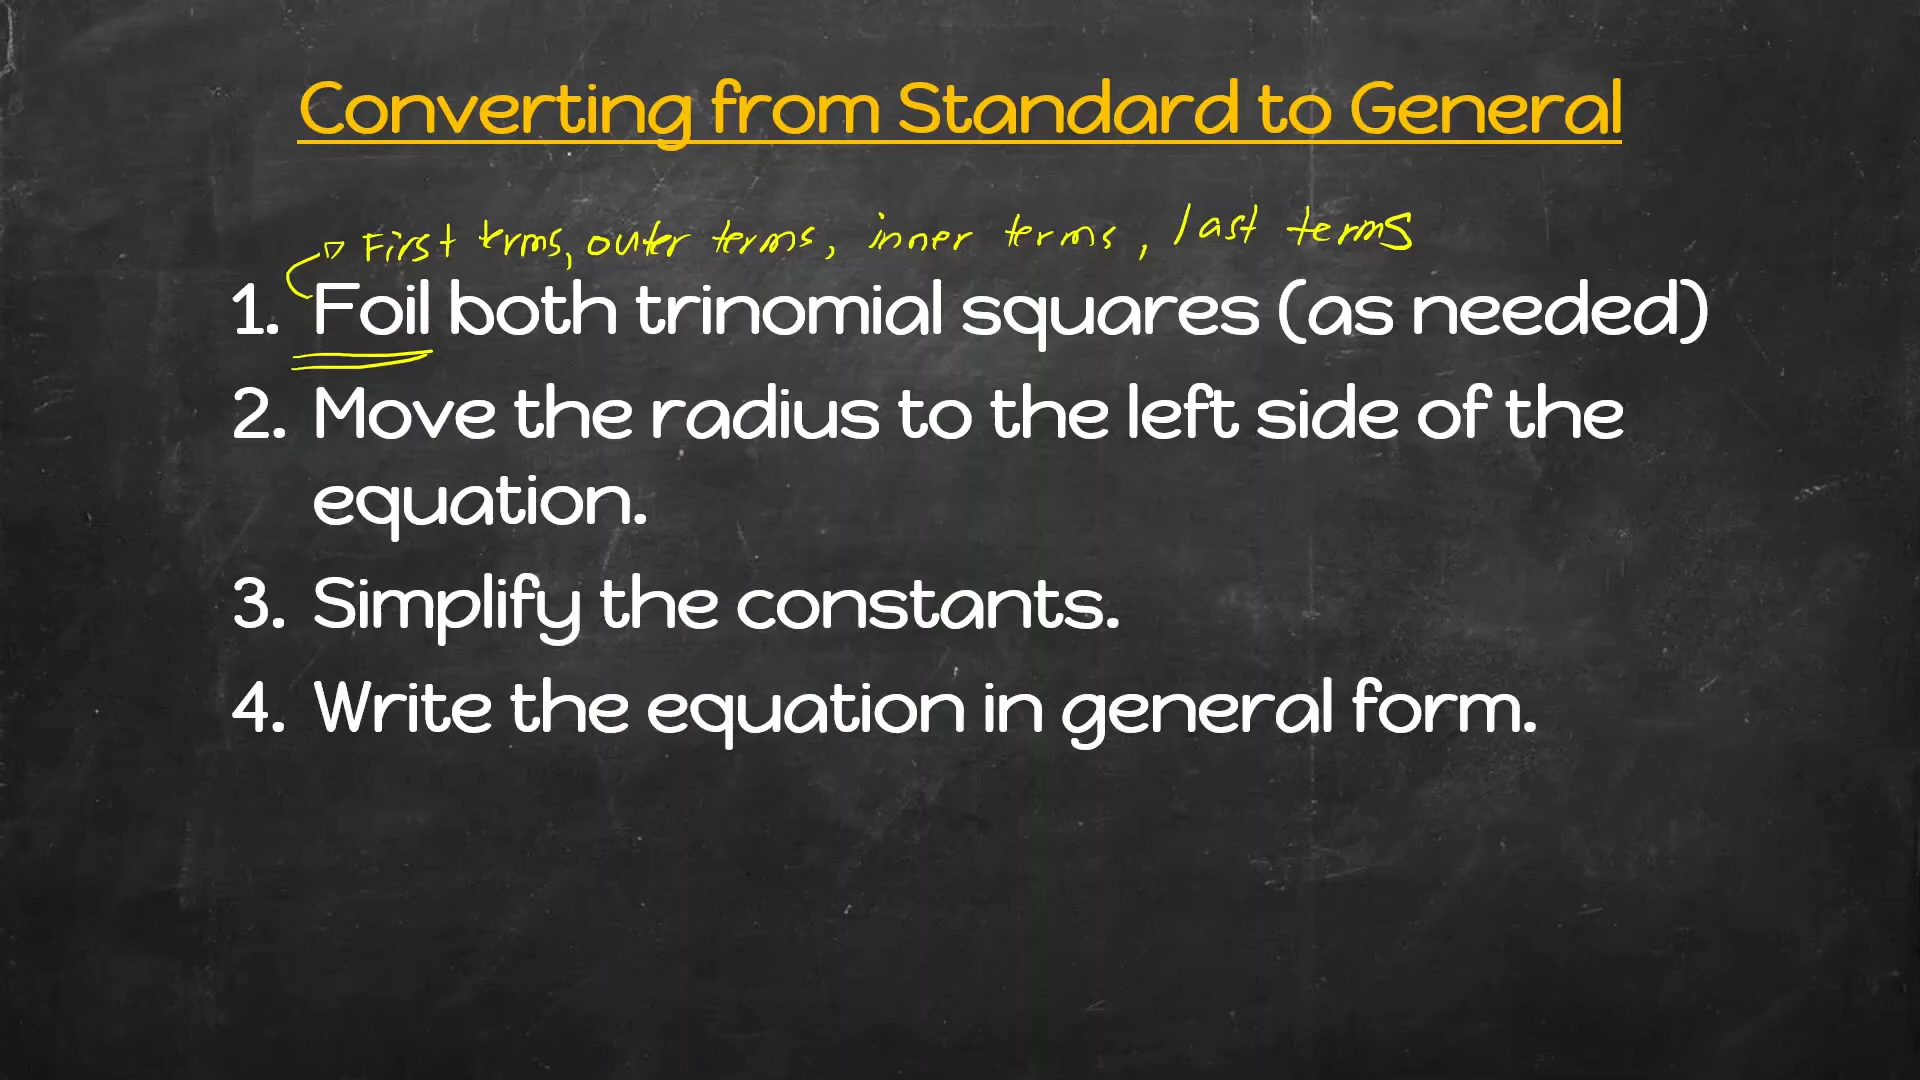 Converting from Standard to General
First trms, outer terms, inner terms, last terms
1. Foil both trinomial squares (as needed)
2. Move the radius to the left side of the
equation.
3. Simplify the constants.
4. Write the equation in general form.